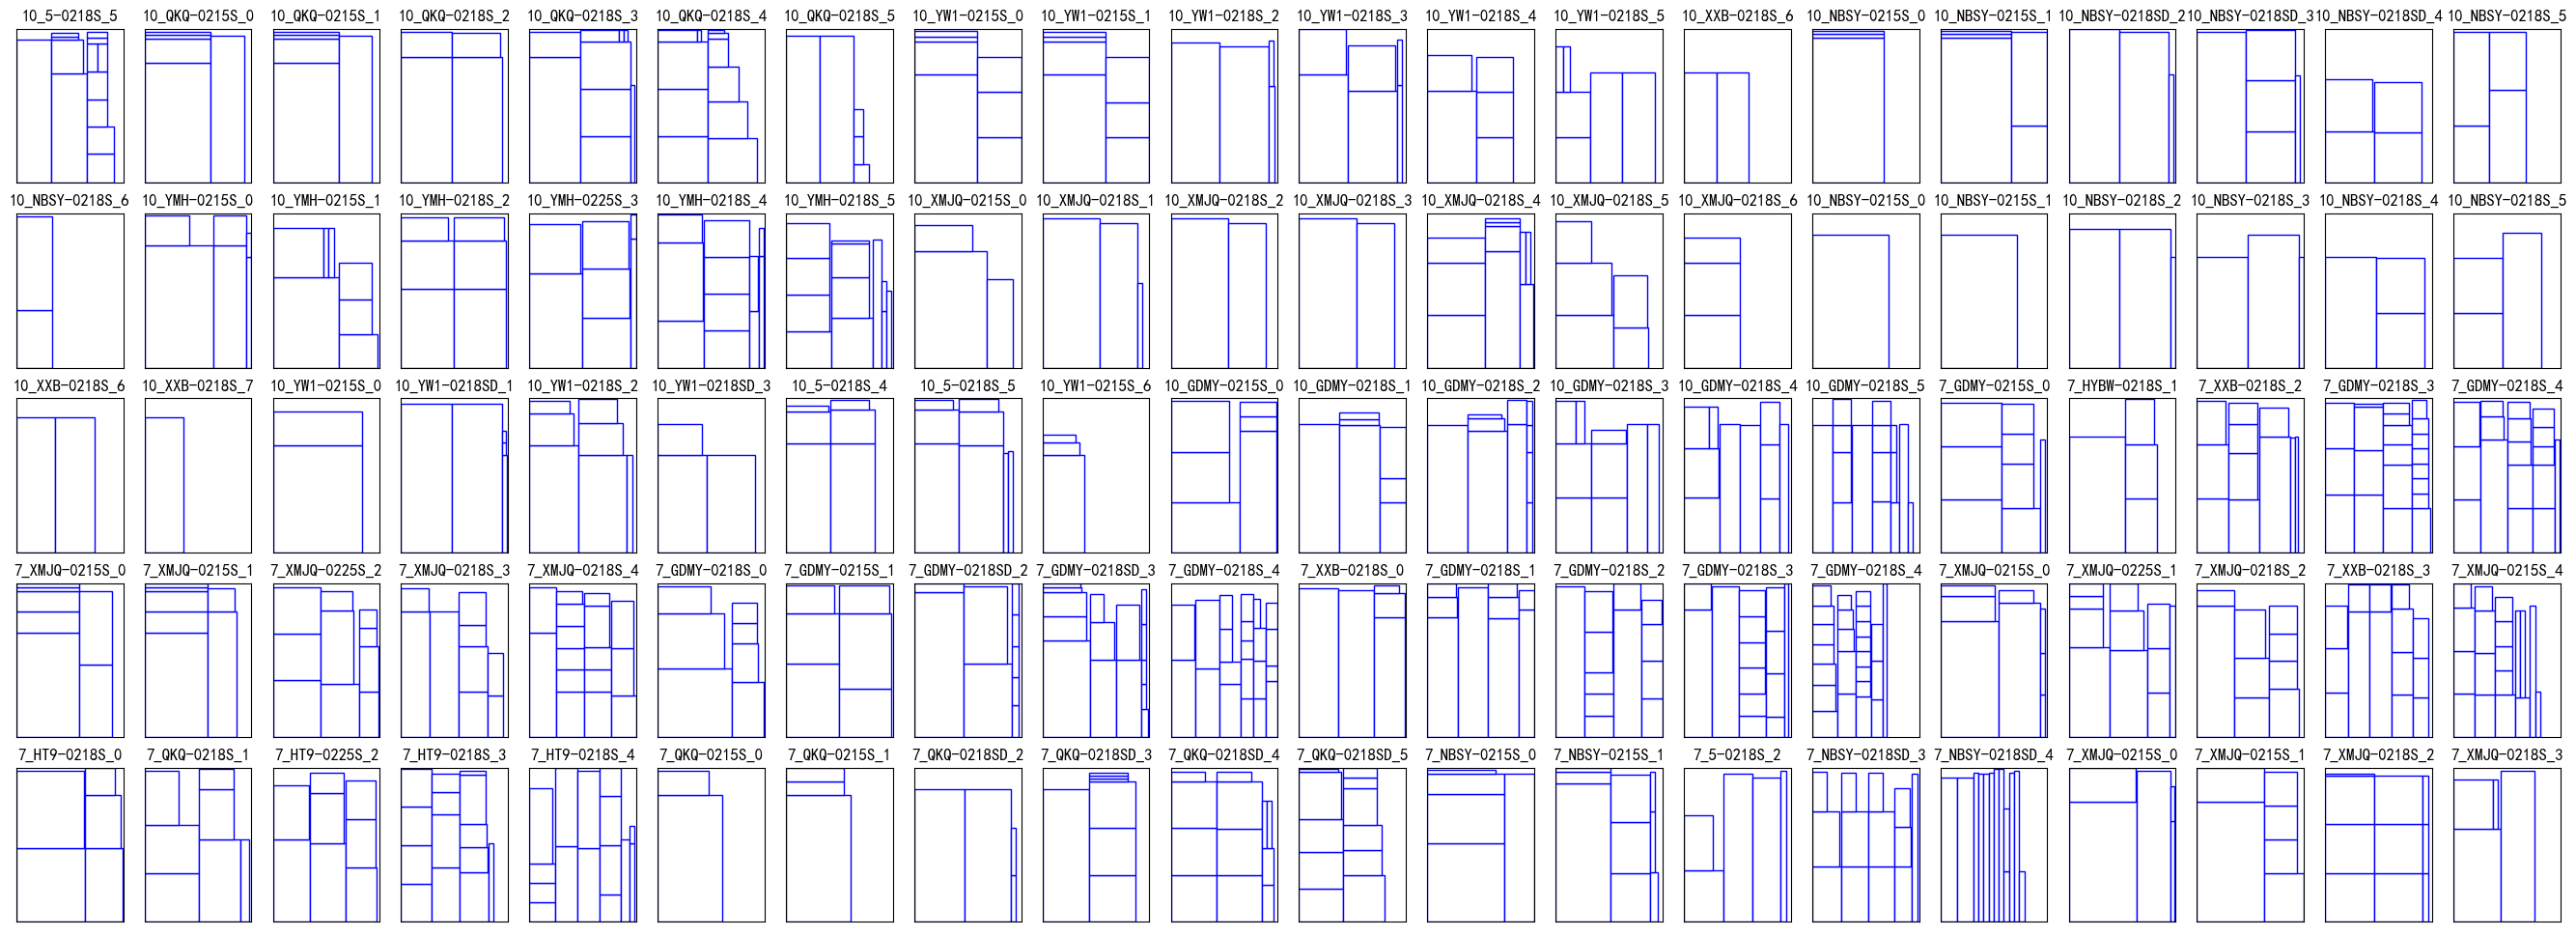 10_5-0218S_5 10_QKQ-0215S_0 10_QKQ-0215S_1 10_QKQ-0218S_2 10_QKQ-0218S_3 10_QKQ-0218S_4 10_QKQ-0218S_5 10_YW1-0215S_0 10_YW1-0215S_1 10_YW1-0218S_2 10_YW1-0218S_3 10_YW1-0218S_4 10_YW1-0218S_5 10_XXB-0218S_6 10_NBSY-0215S_0 10_NBSY-0215S_1 10_NBSY-0218SD_2 10_NBSY-0218SD_3 10_NBSY-0218SD_4 10_NBSY-0218S_5
10_NBSY-0218S_6 10_YMH-0215S_0 10_YMH-0215S_1 10_YMH-0218S_2 10_YMH-0225S_3 10_YMH-0218S_4 10_YMH-0218S_5 10_XMJQ-0215S_0 10_XMJQ-0218S_1 10_XMJQ-0218S_2 10_XMJQ-0218S_3 10_XMJQ-0218S_4 10_XMJQ-0218S_5 10_XMJQ-0218S_6 10_NBSY-0215S_0 10_NBSY-0215S_1 10_NBSY-0218S_2 10_NBSY-0218S_3 10_NBSY-0218S_4 10_NBSY-0218S_5
10_XXB-0218S_6 10_XXB-0218S_7 10_YW1-0215S_0 10_YW1-0218SD_1 10_YW1-0218S_2 10_YW1-0218SD_3 10_5-0218S_4 10_5-0218S_5 10_YW1-0215S_6 10_GDMY-0215S_0 10_GDMY-0218S_1 10_GDMY-0218S_2 10_GDMY-0218S_3 10_GDMY-0218S_4 10_GDMY-0218S_5 7_GDMY-0215S_0 7_HYBW-0218S_1 7_XXB-0218S_2 7_GDMY-0218S_3 7_GDMY-0218S_4
7_XMJQ-0215S_0 7_XMJQ-0215S_1 7_XMJQ-0225S_2 7_XMJQ-0218S_3 7_XMJQ-0218S_4 7_GDMY-0218S_0 7_GDMY-0215S_1 7_GDMY-0218SD_2 7_GDMY-0218SD_3 7_GDMY-0218S_4 7_XXB-0218S_0 7_GDMY-0218S_1 7_GDMY-0218S_2 7_GDMY-0218S_3 7_GDMY-0218S_4 7_XMJQ-0215S_0 7_XMJQ-0225S_1 7_XMJQ-0218S_2 7_XXB-0218S_3 7_XMJQ-0215S_4
7_HT9-0218S_0 7_QKQ-0218S_1 7_HT9-0225S_2 7_HT9-0218S_3 7_HT9-0218S_4 7_QKQ-0215S_0 7_QKQ-0215S_1 7_QKQ-0218SD_2 7_QKQ-0218SD_3 7_QKQ-0218SD_4 7_QKQ-0218SD_5 7_NBSY-0215S_0 7_NBSY-0215S_1 7_5-0218S_2 7_NBSY-0218SD_3 7_NBSY-0218SD_4 7_XMJQ-0215S_0 7_XMJQ-0215S_1 7_XMJQ-0218S_2 7_XMJQ-0218S_3